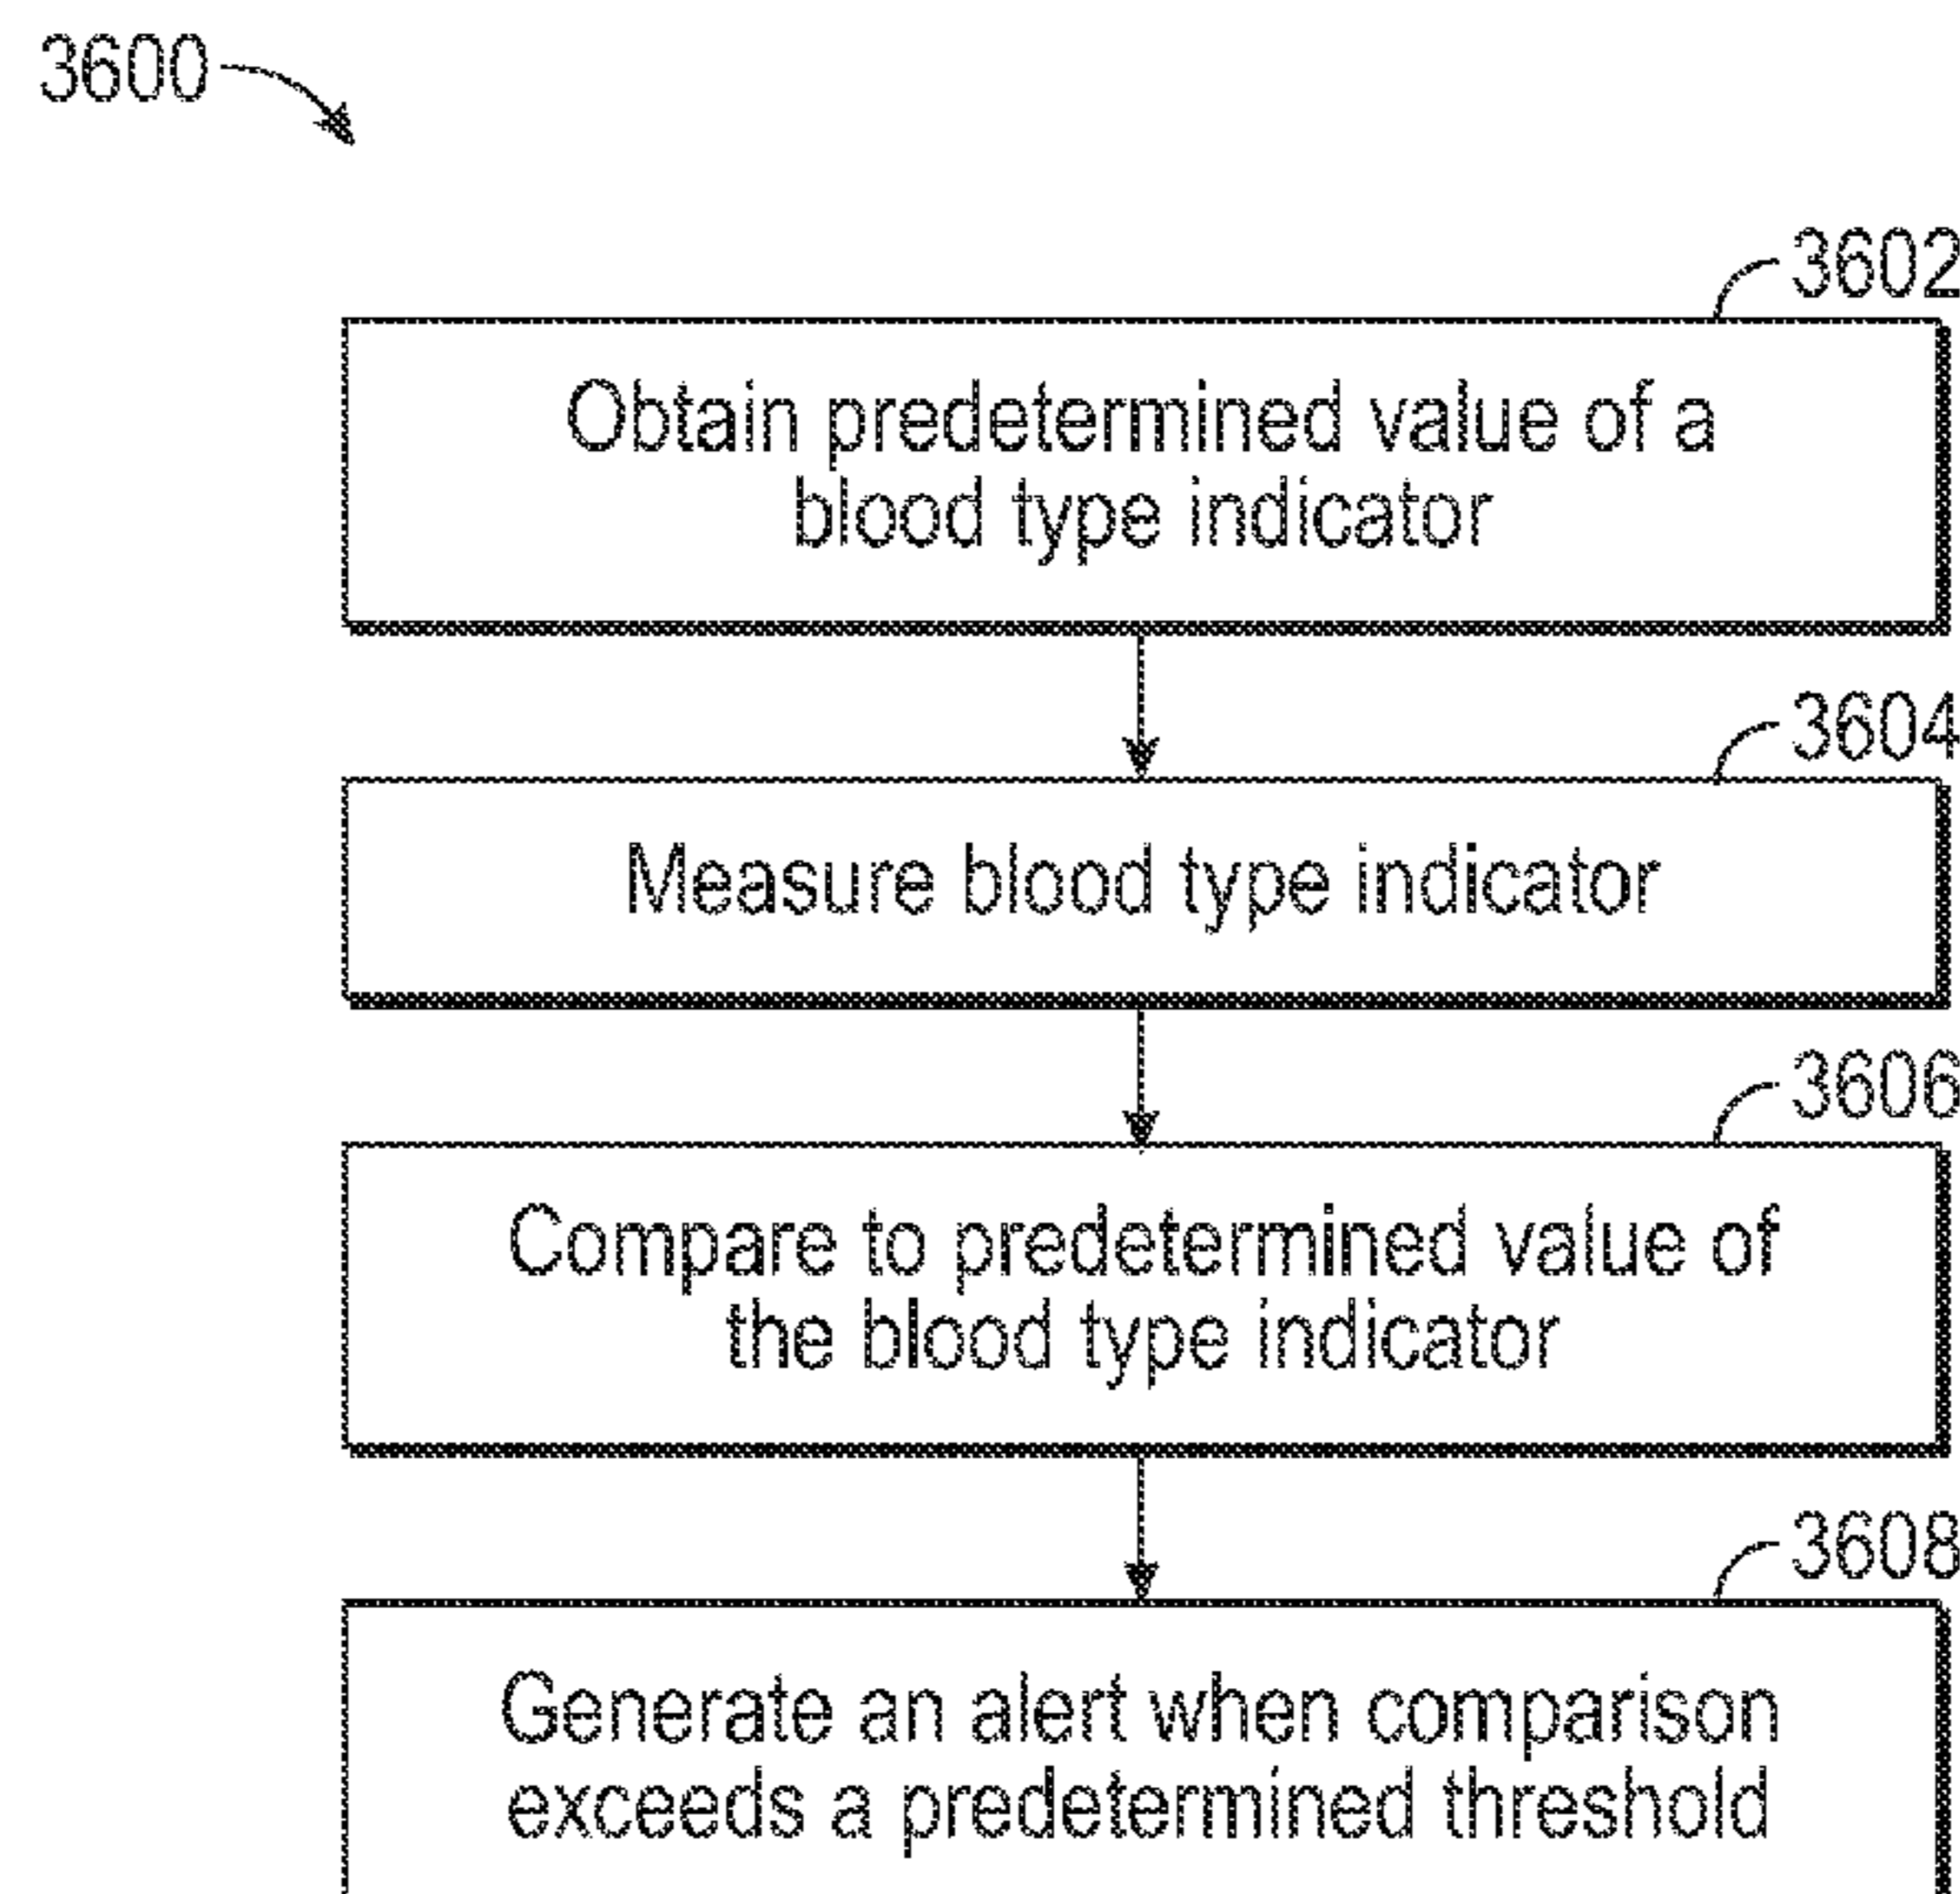 3600
3602
Obtain predetermined value of a
blood type indicator
3604
Measure blood type indicator
3606
Compare to predetermined value of
the blood type indicator
3608
Generate an alert when comparison
exceeds a predetermined threshold